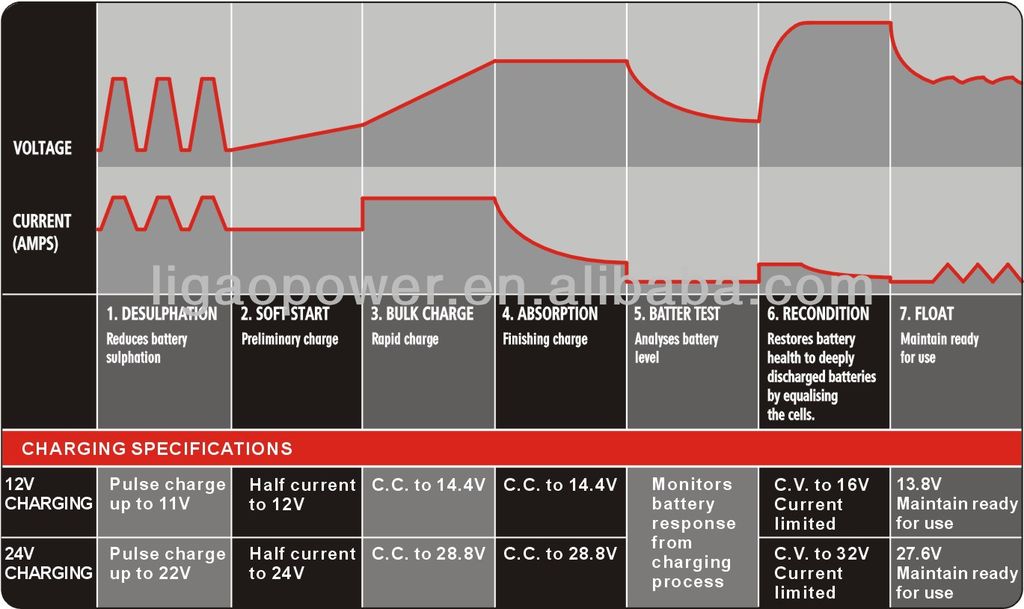 VOLTAGE
CURRENT
(AMPS)
ligaopower.en.alibaba.com
1. DESULPHATION
Reduces battery
sulphation
2. SOFT START
Preliminary charge
3. BULK CHARGE
Rapid charge
4. ABSORPTION
Finishing charge
5. BATTER TEST
Analyses battery
level
6. RECONDITION
Restores battery
health to deeply
discharged batteries
by equalising
the cells.
7. FLOAT
Maintain ready
for use
CHARGING SPECIFICATIONS
12V
CHARGING
Pulse charge
up to 11V
Half current
to 12V
C.C. to 14.4V
C.C. to 14.4V
Monitors
battery
response
from
charging
process
C.V. to 16V
Current
limited
13.8V
Maintain ready
for use
24V
CHARGING
Pulse charge
up to 22V
Half current
to 24V
C.C. to 28.8V
C.C. to 28.8V
C.V. to 32V
Current
limited
27.6V
Maintain ready
for use